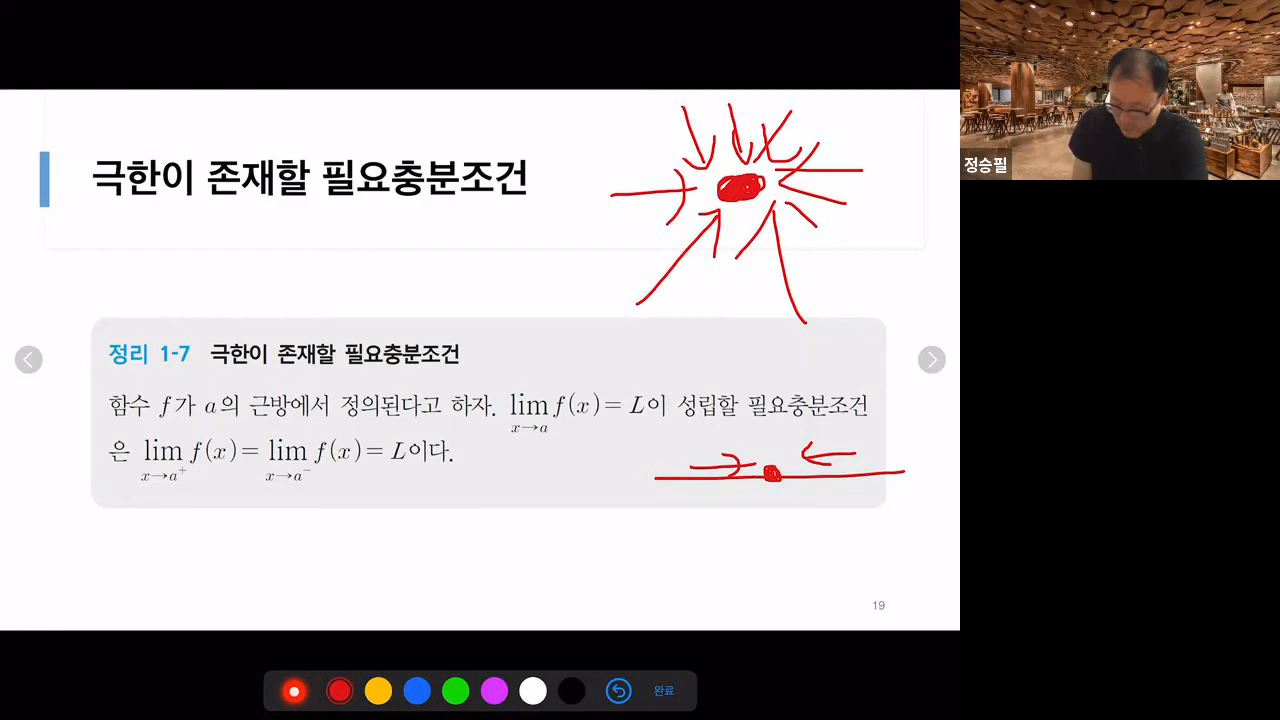 극한이 존재할 필요충분조건
정승필
정리 1-7 극한이 존재할 필요충분조건
함수 f가 a의 근방에서 정의된다고 하자. lim f(x) = L이 성립할 필요충분조건
x→a
은 lim f(x) = lim f(x) = L이다.
x→a⁺ x→a⁻
19
완료